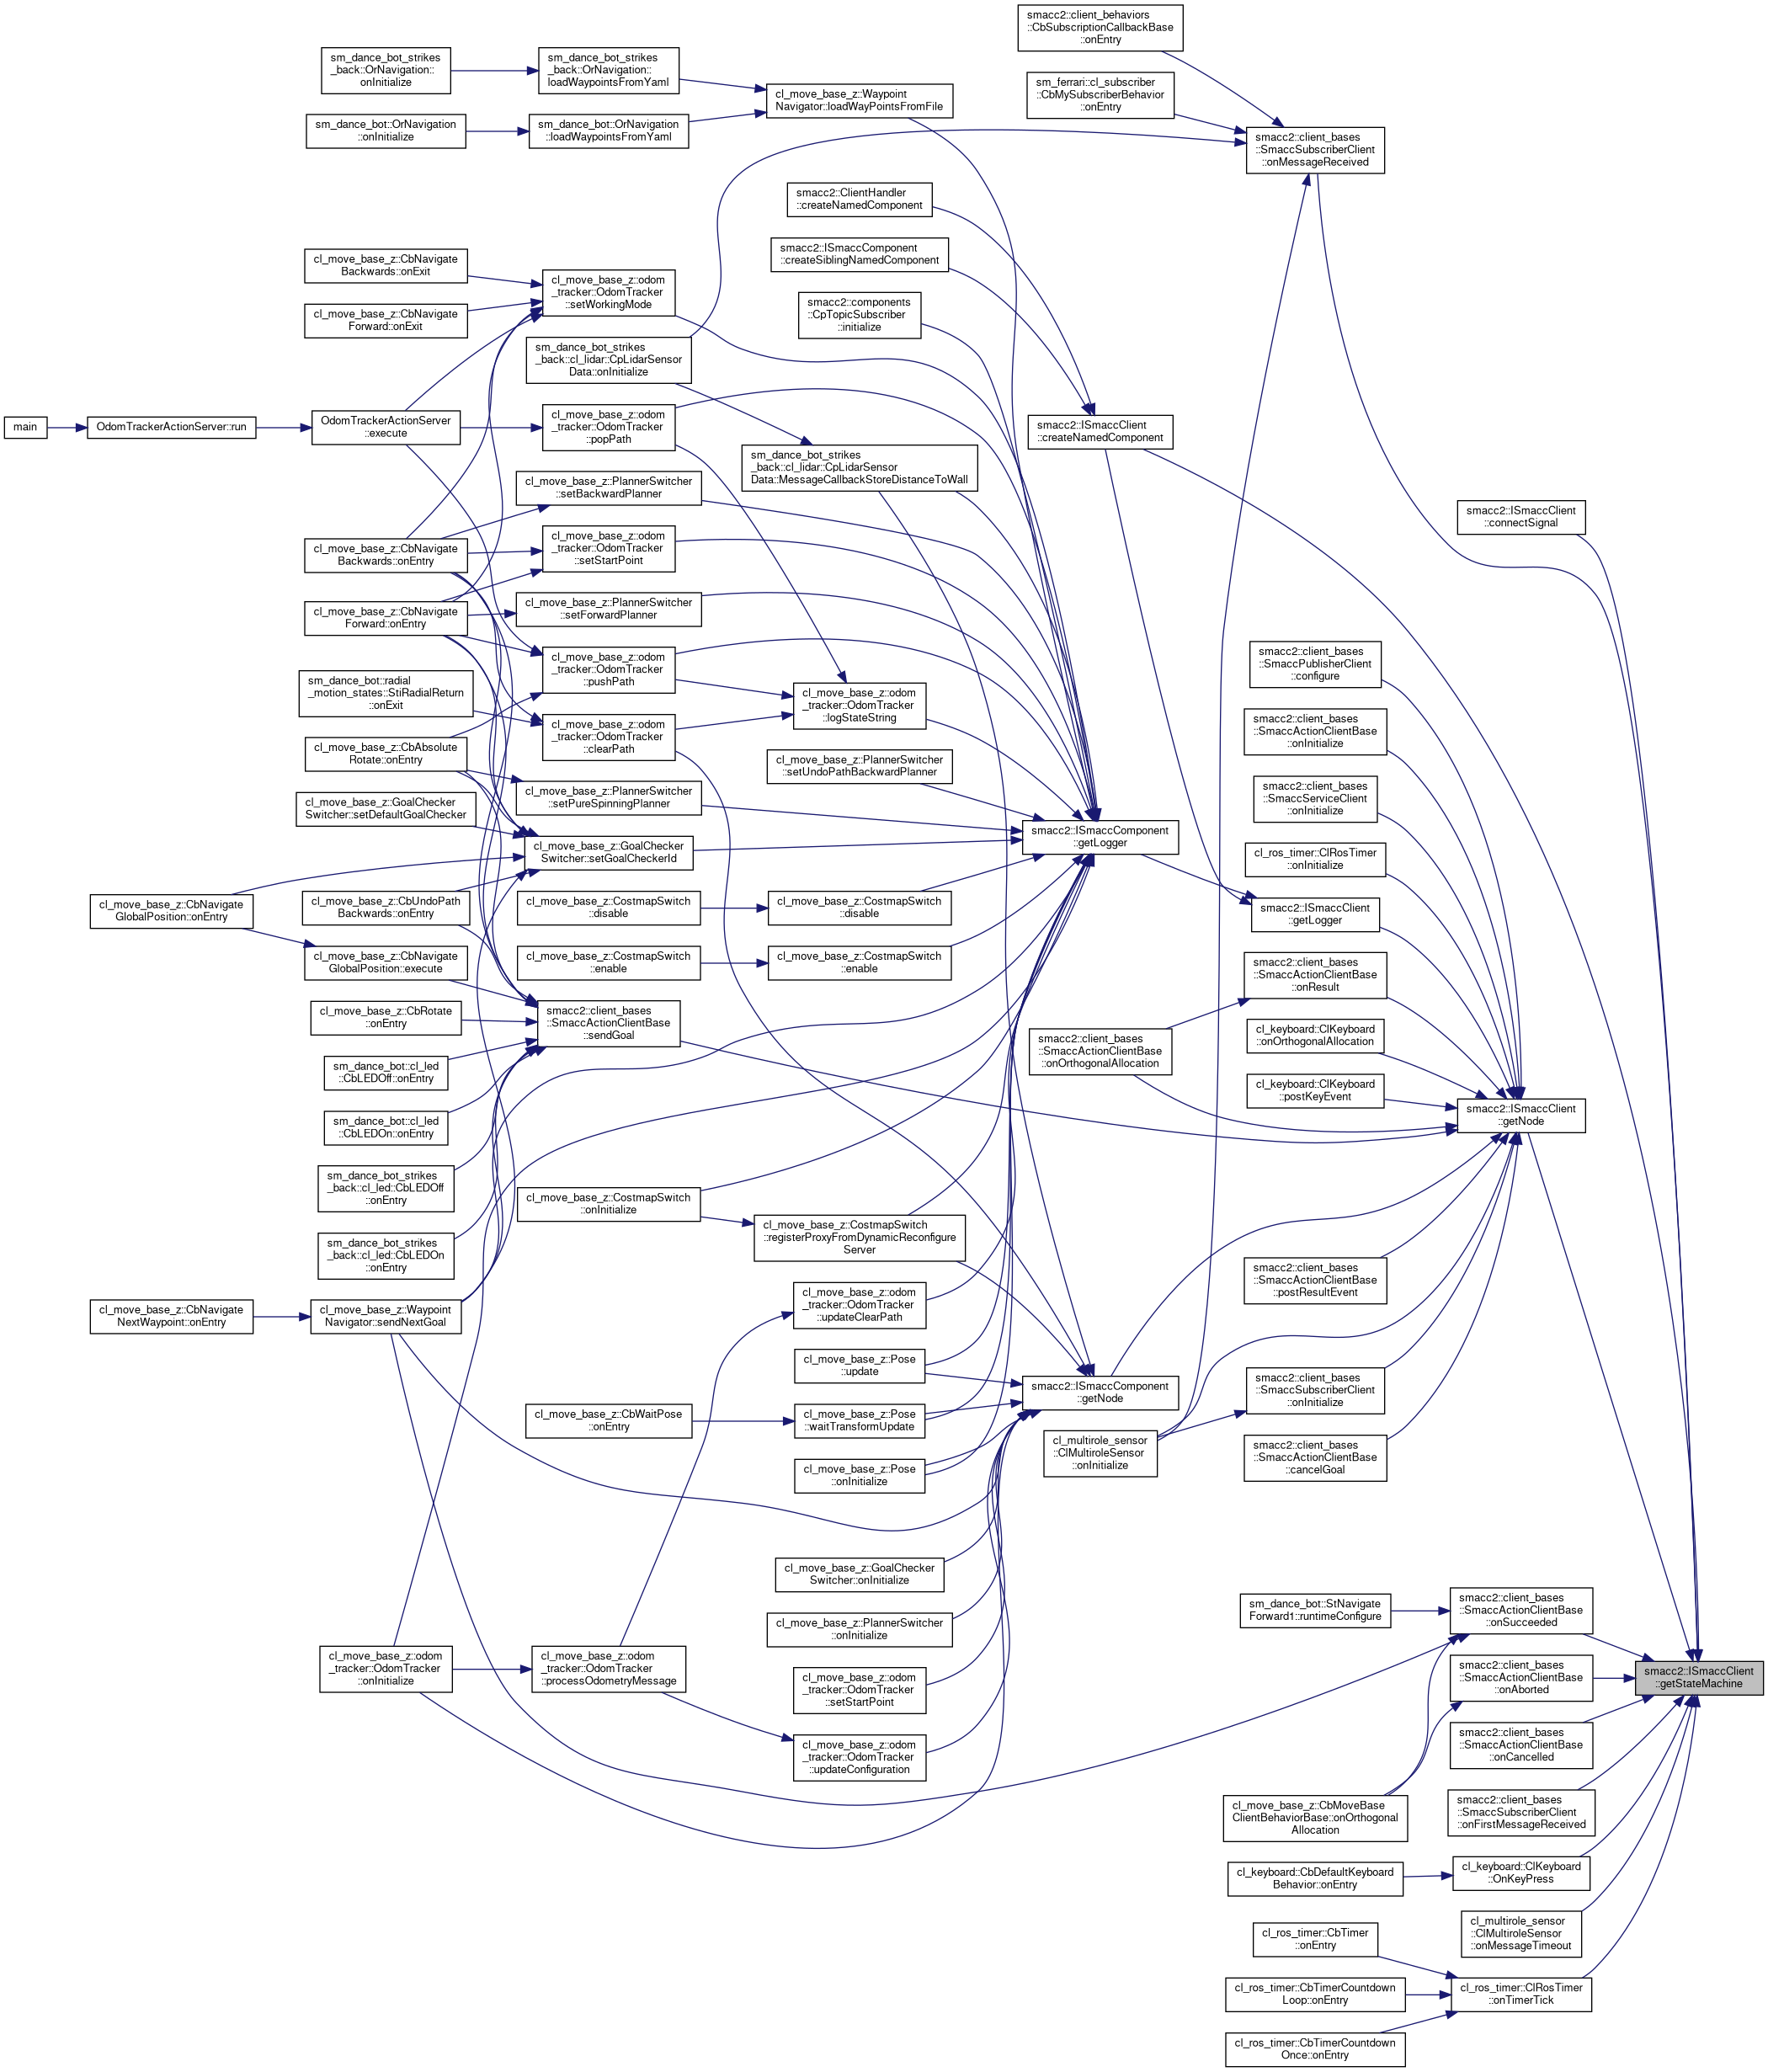 smacc2::client_behaviors
::CbSubscriptionCallbackBase
::onEntry
sm_dance_bot_strikes
_back::OrNavigation::
onInitialize
sm_dance_bot_strikes
_back::OrNavigation::
loadWaypointsFromYaml
cl_move_base_z::Waypoint
Navigator::loadWayPointsFromFile
sm_ferrari::cl_subscriber
::CbMySubscriberBehavior
::onEntry
sm_dance_bot::OrNavigation
::onInitialize
sm_dance_bot::OrNavigation
::loadWaypointsFromYaml
smacc2::client_bases
::SmaccSubscriberClient
::onMessageReceived
smacc2::ClientHandler
::createNamedComponent
smacc2::ISmaccComponent
::createSiblingNamedComponent
cl_move_base_z::CbNavigate
Backwards::onExit
cl_move_base_z::odom
_tracker::OdomTracker
::setWorkingMode
smacc2::components
::CpTopicSubscriber
::initialize
cl_move_base_z::CbNavigate
Forward::onExit
sm_dance_bot_strikes
_back::cl_lidar::CpLidarSensor
Data::onInitialize
main
OdomTrackerActionServer::run
OdomTrackerActionServer
::execute
cl_move_base_z::odom
_tracker::OdomTracker
::popPath
smacc2::ISmaccClient
::createNamedComponent
sm_dance_bot_strikes
_back::cl_lidar::CpLidarSensor
Data::MessageCallbackStoreDistanceToWall
cl_move_base_z::PlannerSwitcher
::setBackwardPlanner
smacc2::ISmaccClient
::connectSignal
cl_move_base_z::CbNavigate
Backwards::onEntry
cl_move_base_z::odom
_tracker::OdomTracker
::setStartPoint
cl_move_base_z::CbNavigate
Forward::onEntry
cl_move_base_z::PlannerSwitcher
::setForwardPlanner
cl_move_base_z::odom
_tracker::OdomTracker
::pushPath
smacc2::client_bases
::SmaccPublisherClient
::configure
sm_dance_bot::radial
_motion_states::StiRadialReturn
::onExit
cl_move_base_z::odom
_tracker::OdomTracker
::logStateString
cl_move_base_z::odom
_tracker::OdomTracker
::clearPath
smacc2::client_bases
::SmaccActionClientBase
::onInitialize
cl_move_base_z::CbAbsolute
Rotate::onEntry
cl_move_base_z::PlannerSwitcher
::setUndoPathBackwardPlanner
cl_move_base_z::GoalChecker
Switcher::setDefaultGoalChecker
cl_move_base_z::PlannerSwitcher
::setPureSpinningPlanner
smacc2::client_bases
::SmaccServiceClient
::onInitialize
cl_move_base_z::GoalChecker
Switcher::setGoalCheckerId
smacc2::ISmaccComponent
::getLogger
cl_ros_timer::ClRosTimer
::onInitialize
cl_move_base_z::CbNavigate
GlobalPosition::onEntry
cl_move_base_z::CbUndoPath
Backwards::onEntry
cl_move_base_z::CostmapSwitch
::disable
cl_move_base_z::CostmapSwitch
::disable
smacc2::ISmaccClient
::getLogger
cl_move_base_z::CbNavigate
GlobalPosition::execute
cl_move_base_z::CostmapSwitch
::enable
cl_move_base_z::CostmapSwitch
::enable
smacc2::client_bases
::SmaccActionClientBase
::onResult
cl_move_base_z::CbRotate
::onEntry
smacc2::client_bases
::SmaccActionClientBase
::sendGoal
smacc2::client_bases
::SmaccActionClientBase
::onOrthogonalAllocation
cl_keyboard::ClKeyboard
::onOrthogonalAllocation
sm_dance_bot::cl_led
::CbLEDOff::onEntry
cl_keyboard::ClKeyboard
::postKeyEvent
sm_dance_bot::cl_led
::CbLEDOn::onEntry
smacc2::ISmaccClient
::getNode
sm_dance_bot_strikes
_back::cl_led::CbLEDOff
::onEntry
cl_move_base_z::CostmapSwitch
::onInitialize
cl_move_base_z::CostmapSwitch
::registerProxyFromDynamicReconfigure
Server
sm_dance_bot_strikes
_back::cl_led::CbLEDOn
::onEntry
smacc2::client_bases
::SmaccActionClientBase
::postResultEvent
cl_move_base_z::CbNavigate
NextWaypoint::onEntry
cl_move_base_z::Waypoint
Navigator::sendNextGoal
cl_move_base_z::odom
_tracker::OdomTracker
::updateClearPath
cl_move_base_z::Pose
::update
smacc2::ISmaccComponent
::getNode
smacc2::client_bases
::SmaccSubscriberClient
::onInitialize
cl_move_base_z::CbWaitPose
::onEntry
cl_move_base_z::Pose
::waitTransformUpdate
cl_multirole_sensor
::ClMultiroleSensor
::onInitialize
smacc2::client_bases
::SmaccActionClientBase
::cancelGoal
cl_move_base_z::Pose
::onInitialize
cl_move_base_z::GoalChecker
Switcher::onInitialize
sm_dance_bot::StNavigate
Forward1::runtimeConfigure
smacc2::client_bases
::SmaccActionClientBase
::onSucceeded
cl_move_base_z::PlannerSwitcher
::onInitialize
cl_move_base_z::odom
_tracker::OdomTracker
::onInitialize
cl_move_base_z::odom
_tracker::OdomTracker
::processOdometryMessage
smacc2::client_bases
::SmaccActionClientBase
::onAborted
smacc2::ISmaccClient
::getStateMachine
cl_move_base_z::odom
_tracker::OdomTracker
::setStartPoint
cl_move_base_z::odom
_tracker::OdomTracker
::updateConfiguration
smacc2::client_bases
::SmaccActionClientBase
::onCancelled
cl_move_base_z::CbMoveBase
ClientBehaviorBase::onOrthogonal
Allocation
smacc2::client_bases
::SmaccSubscriberClient
::onFirstMessageReceived
cl_keyboard::CbDefaultKeyboard
Behavior::onEntry
cl_keyboard::ClKeyboard
::OnKeyPress
cl_multirole_sensor
::ClMultiroleSensor
::onMessageTimeout
cl_ros_timer::CbTimer
::onEntry
cl_ros_timer::CbTimerCountdown
Loop::onEntry
cl_ros_timer::ClRosTimer
::onTimerTick
cl_ros_timer::CbTimerCountdown
Once::onEntry